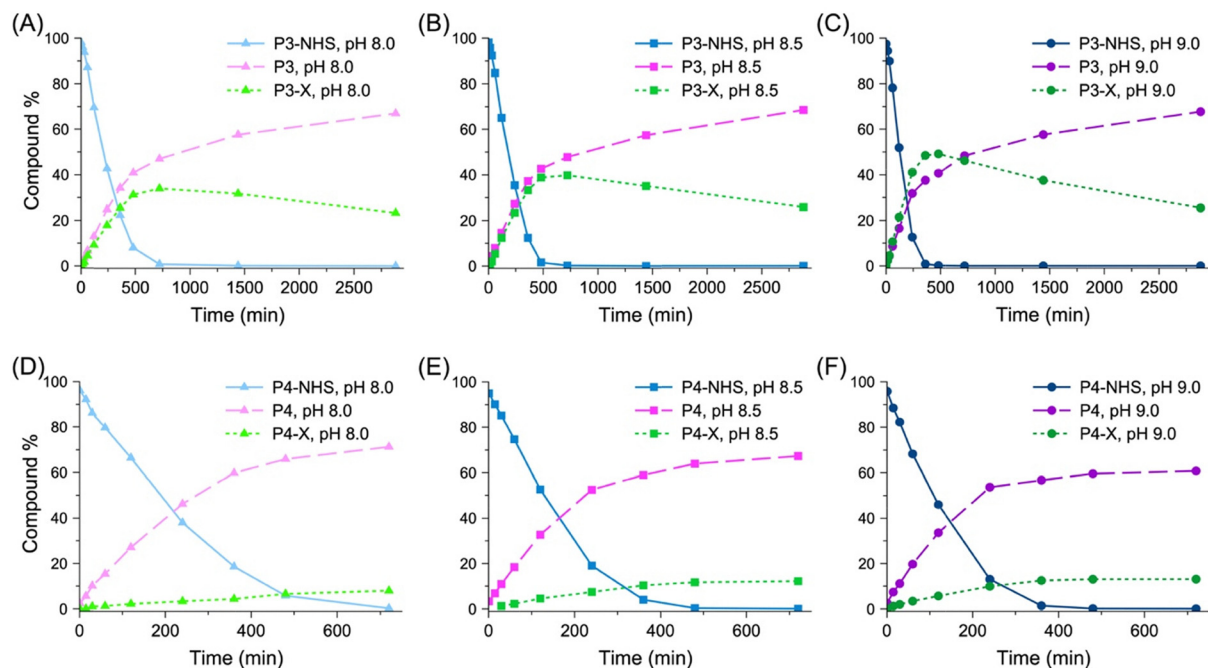 (A)
P3-NHS, pH 8.0
P3, pH 8.0
P3-X, pH 8.0
Compound %
100
80
60
40
20
0
0 500 1000 1500 2000 2500
Time (min)
(B)
P3-NHS, pH 8.5
P3, pH 8.5
P3-X, pH 8.5
100
80
60
40
20
0
0 500 1000 1500 2000 2500
Time (min)
(C)
P3-NHS, pH 9.0
P3, pH 9.0
P3-X, pH 9.0
100
80
60
40
20
0
0 500 1000 1500 2000 2500
Time (min)
(D)
P4-NHS, pH 8.0
P4, pH 8.0
P4-X, pH 8.0
Compound %
100
80
60
40
20
0
0 200 400 600
Time (min)
(E)
P4-NHS, pH 8.5
P4, pH 8.5
P4-X, pH 8.5
100
80
60
40
20
0
0 200 400 600
Time (min)
(F)
P4-NHS, pH 9.0
P4, pH 9.0
P4-X, pH 9.0
100
80
60
40
20
0
0 200 400 600
Time (min)